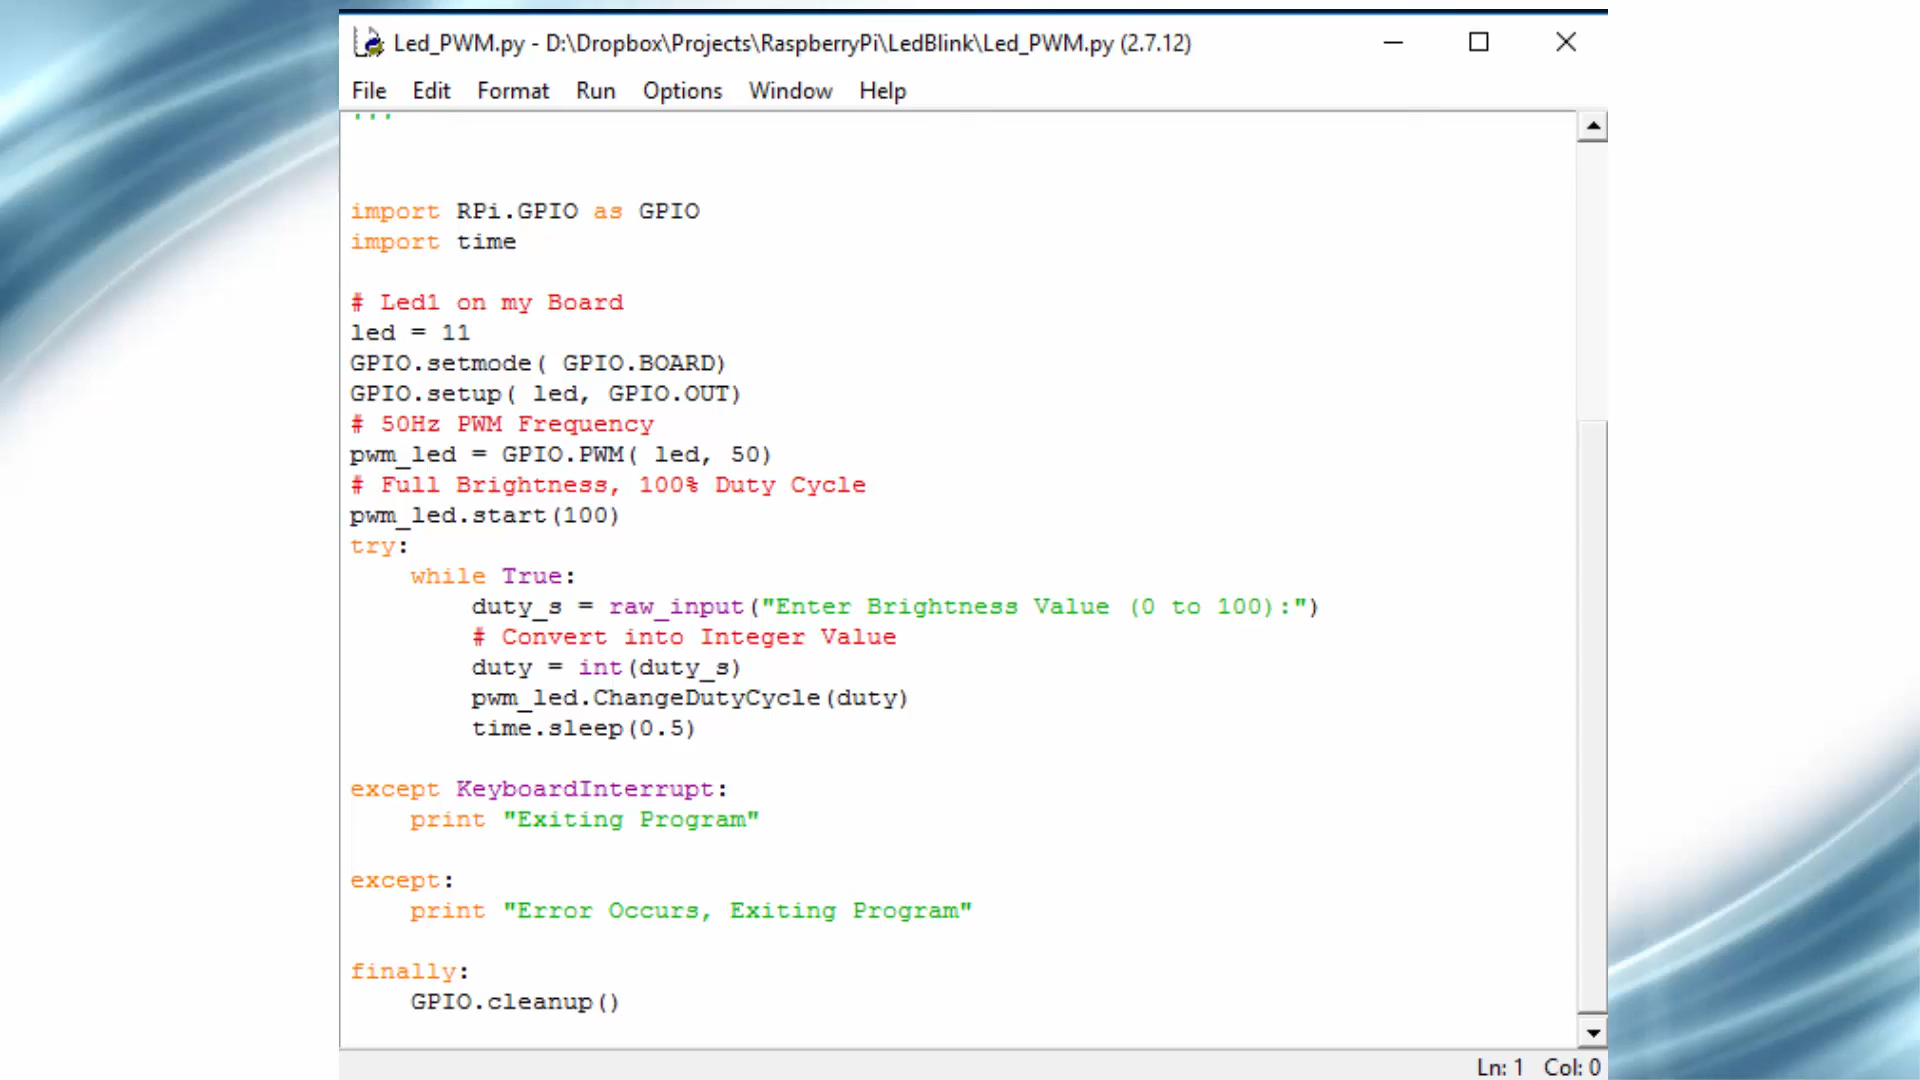 Led_PWM.py - D:\Dropbox\Projects\RaspberryPi\LedBlink\Led_PWM.py (2.7.12)
File Edit Format Run Options Window Help
'''
import RPi.GPIO as GPIO
import time
# Led1 on my Board
led = 11
GPIO.setmode( GPIO.BOARD)
GPIO.setup( led, GPIO.OUT)
# 50Hz PWM Frequency
pwm_led = GPIO.PWM( led, 50)
# Full Brightness, 100% Duty Cycle
pwm_led.start(100)
try:
    while True:
        duty_s = raw_input("Enter Brightness Value (0 to 100):")
        # Convert into Integer Value
        duty = int(duty_s)
        pwm_led.ChangeDutyCycle(duty)
        time.sleep(0.5)
except KeyboardInterrupt:
    print "Exiting Program"
except:
    print "Error Occurs, Exiting Program"
finally:
    GPIO.cleanup()
Ln: 1 Col: 0